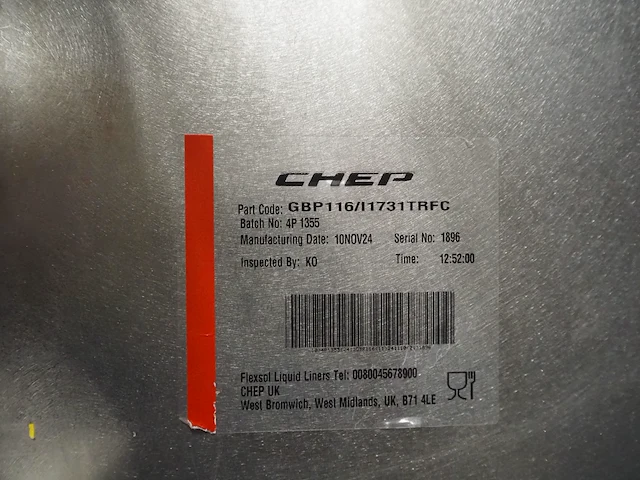 CHEP
Part Code: GBP116/I1731TRFC
Batch No: 4P 1355
Manufacturing Date: 10NOV24 Serial No: 1896
Inspected By: KO Time: 12:52:00
Flexsol Liquid Liners Tel: 0080045678900
CHEP UK
West Bromwich, West Midlands, UK, B71 4LE